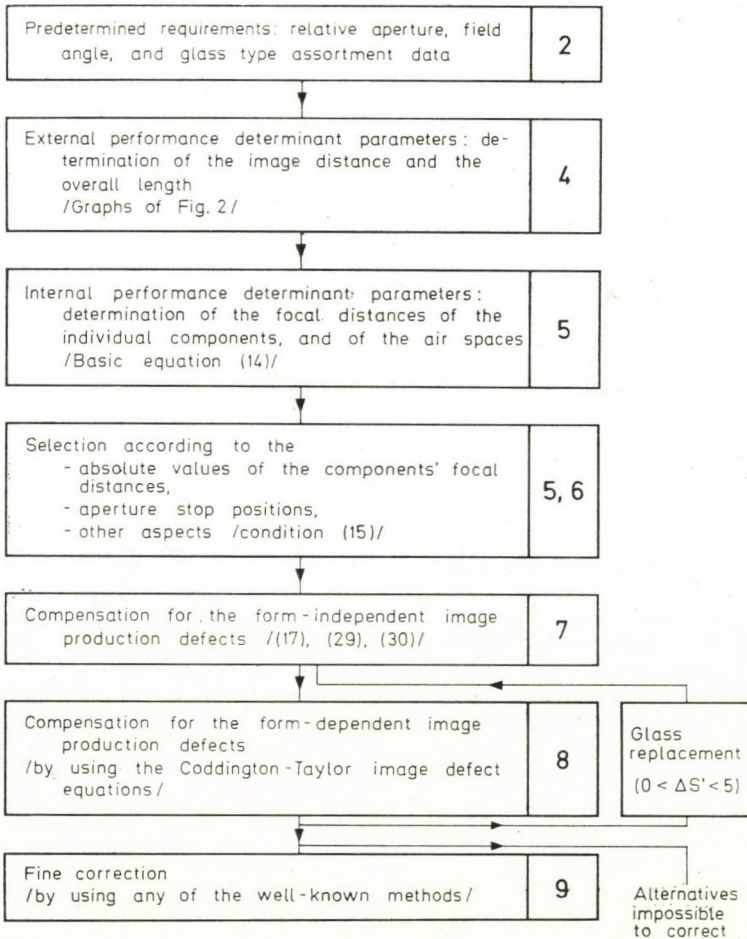 Predetermined requirements: relative aperture, field
angle, and glass type assortment data
2
External performance determinant parameters: de-
termination of the image distance and the
overall length
/Graphs of Fig. 2/
4
Internal performance determinant parameters:
determination of the focal distances of the
individual components, and of the air spaces
/Basic equation (14)/
5
Selection according to the
- absolute values of the components' focal
distances,
- aperture stop positions,
- other aspects /condition (15)/
5, 6
Compensation for the form-independent image
production defects /(17), (29), (30)/
7
Compensation for the form-dependent image
production defects
/by using the Coddington-Taylor image defect
equations/
8
Glass
replacement
(0 < ΔS' < 5)
Fine correction
/by using any of the well-known methods/
9
Alternatives
impossible
to correct